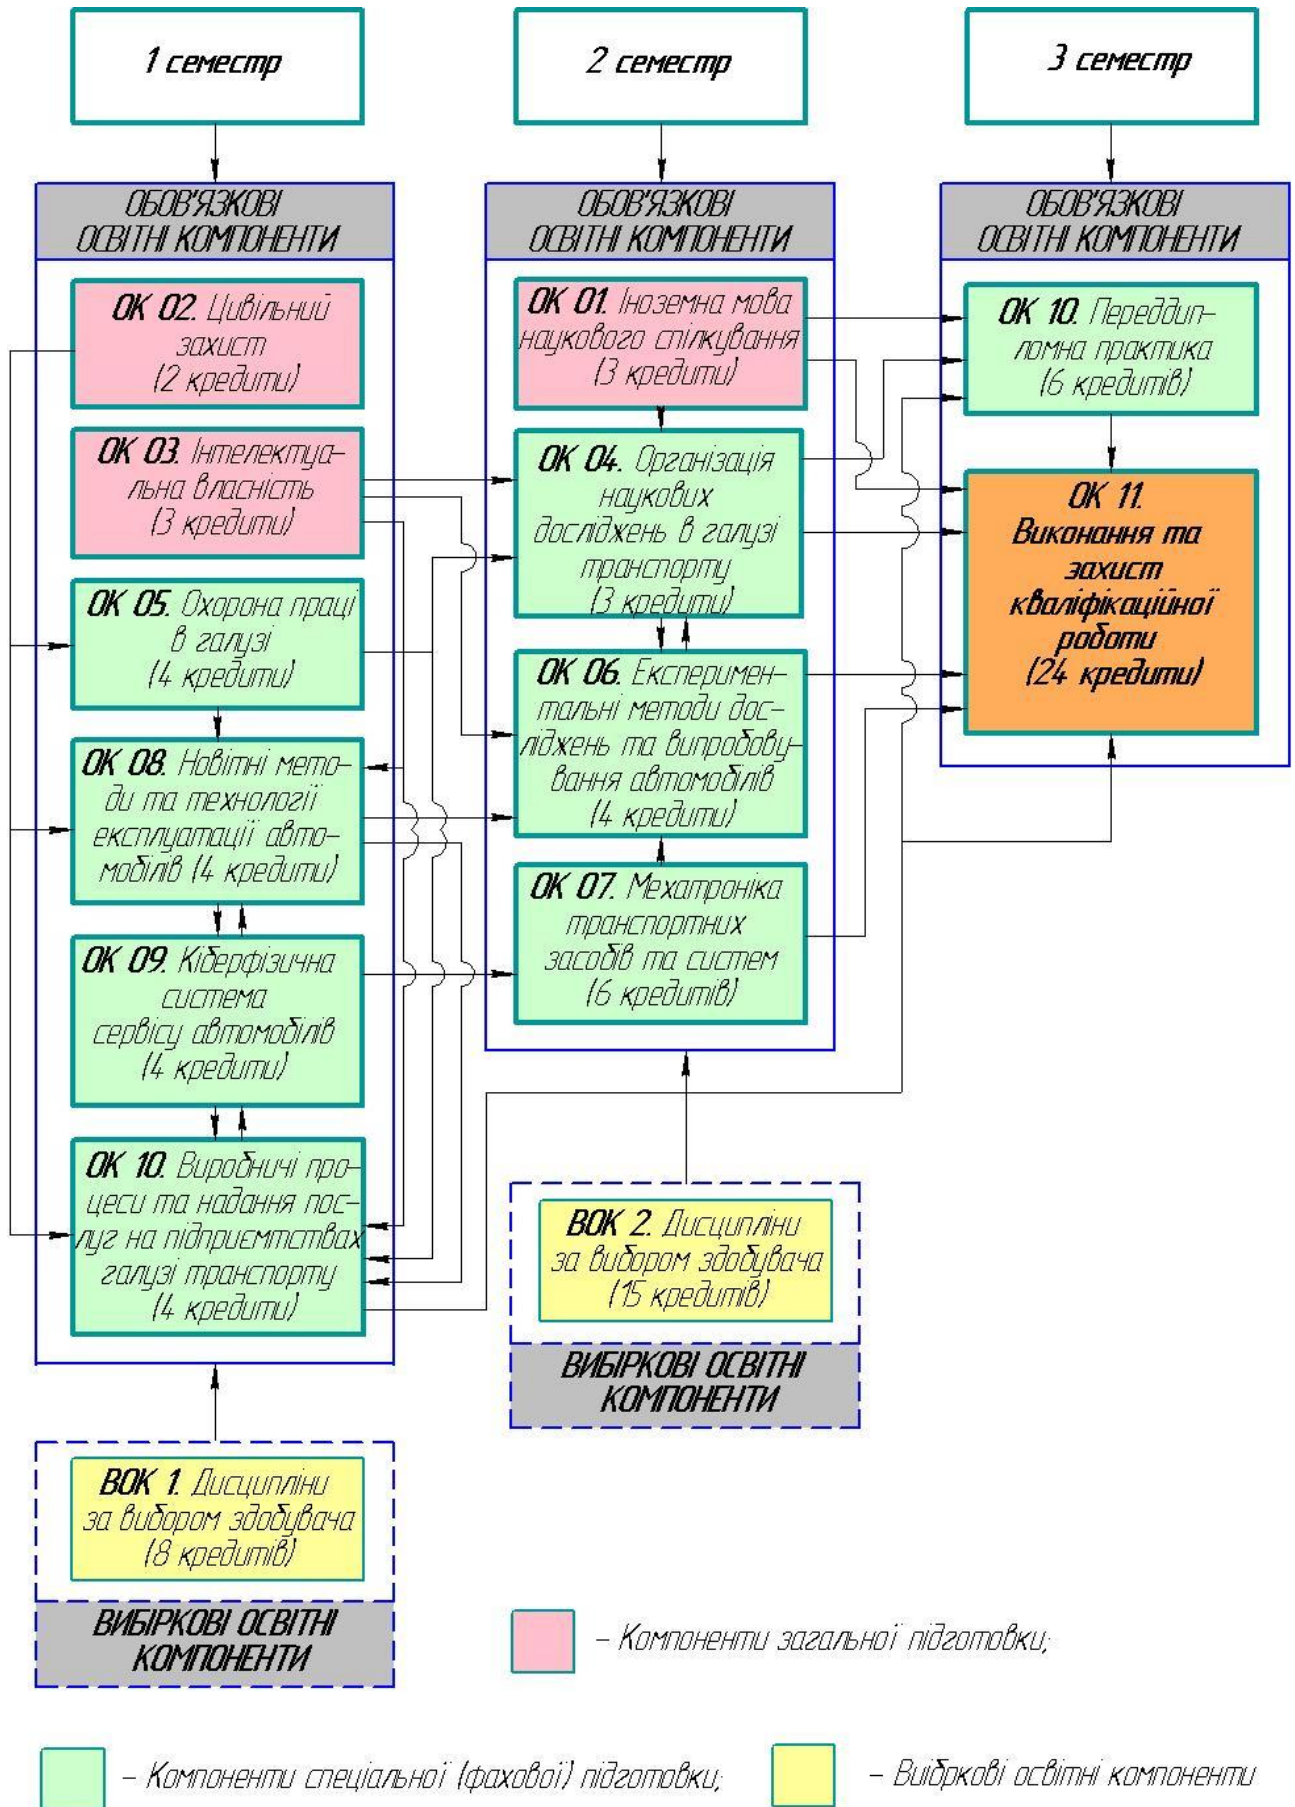 1 семестр
2 семестр
3 семестр
ОБОВ'ЯЗКОВІ
ОСВІТНІ КОМПОНЕНТИ
ОК 02. Цивільний
захист
(2 кредити)
ОК 03. Інтелектуа-
льна власність
(3 кредити)
ОК 05. Охорона праці
в галузі
(4 кредити)
ОК 08. Новітні мето-
ди та технології
експлуатації авто-
мобілів (4 кредити)
ОК 09. Кіберфізична
система
сервісу автомобілів
(4 кредити)
ОК 10. Виробничі про-
цеси та надання пос-
луг на підприємтствах
галузі транспорту
(4 кредити)
ВОК 1. Дисципліни
за вибором здобувача
(8 кредитів)
ВИБІРКОВІ ОСВІТНІ
КОМПОНЕНТИ
ОБОВ'ЯЗКОВІ
ОСВІТНІ КОМПОНЕНТИ
ОК 01. Іноземна мова
наукового спілкування
(3 кредити)
ОК 04. Організація
наукових
досліджень в галузі
транспорту
(3 кредити)
ОК 06. Експеримен-
тальні методи дос-
ліджень та випробову-
вання автомобілів
(4 кредити)
ОК 07. Мехатроніка
транспортних
засобів та систем
(6 кредитів)
ВОК 2. Дисципліни
за вибором здобувача
(15 кредитів)
ВИБІРКОВІ ОСВІТНІ
КОМПОНЕНТИ
ОБОВ'ЯЗКОВІ
ОСВІТНІ КОМПОНЕНТИ
ОК 10. Переддип-
ломна практика
(6 кредитів)
ОК 11.
Виконання та
захист
кваліфікаційної
роботи
(24 кредити)
– Компоненти загальної підготовки;
– Компоненти спеціальної (фахової) підготовки;
– Виібркові освітні компоненти